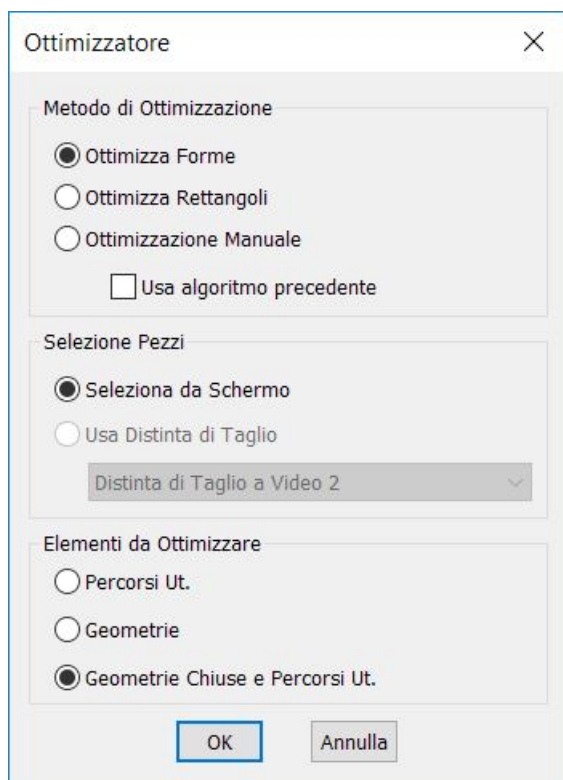 Ottimizzatore
Metodo di Ottimizzazione
Ottimizza Forme
Ottimizza Rettangoli
Ottimizzazione Manuale
Usa algoritmo precedente
Selezione Pezzi
Seleziona da Schermo
Usa Distinta di Taglio
Distinta di Taglio a Video 2
Elementi da Ottimizzare
Percorsi Ut.
Geometrie
Geometrie Chiuse e Percorsi Ut.
OK Annulla